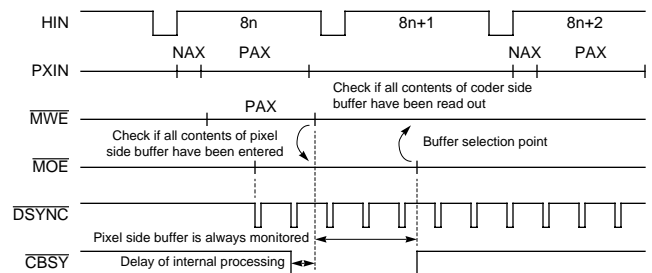 HIN 8n 8n+1 8n+2
NAX PAX NAX PAX
PXIN
Check if all contents of coder side
buffer have been read out
PAX
MWE
Check if all contents of pixel
side buffer have been entered
Buffer selection point
MOE
DSYNC
Pixel side buffer is always monitored
Delay of internal processing
CBSY